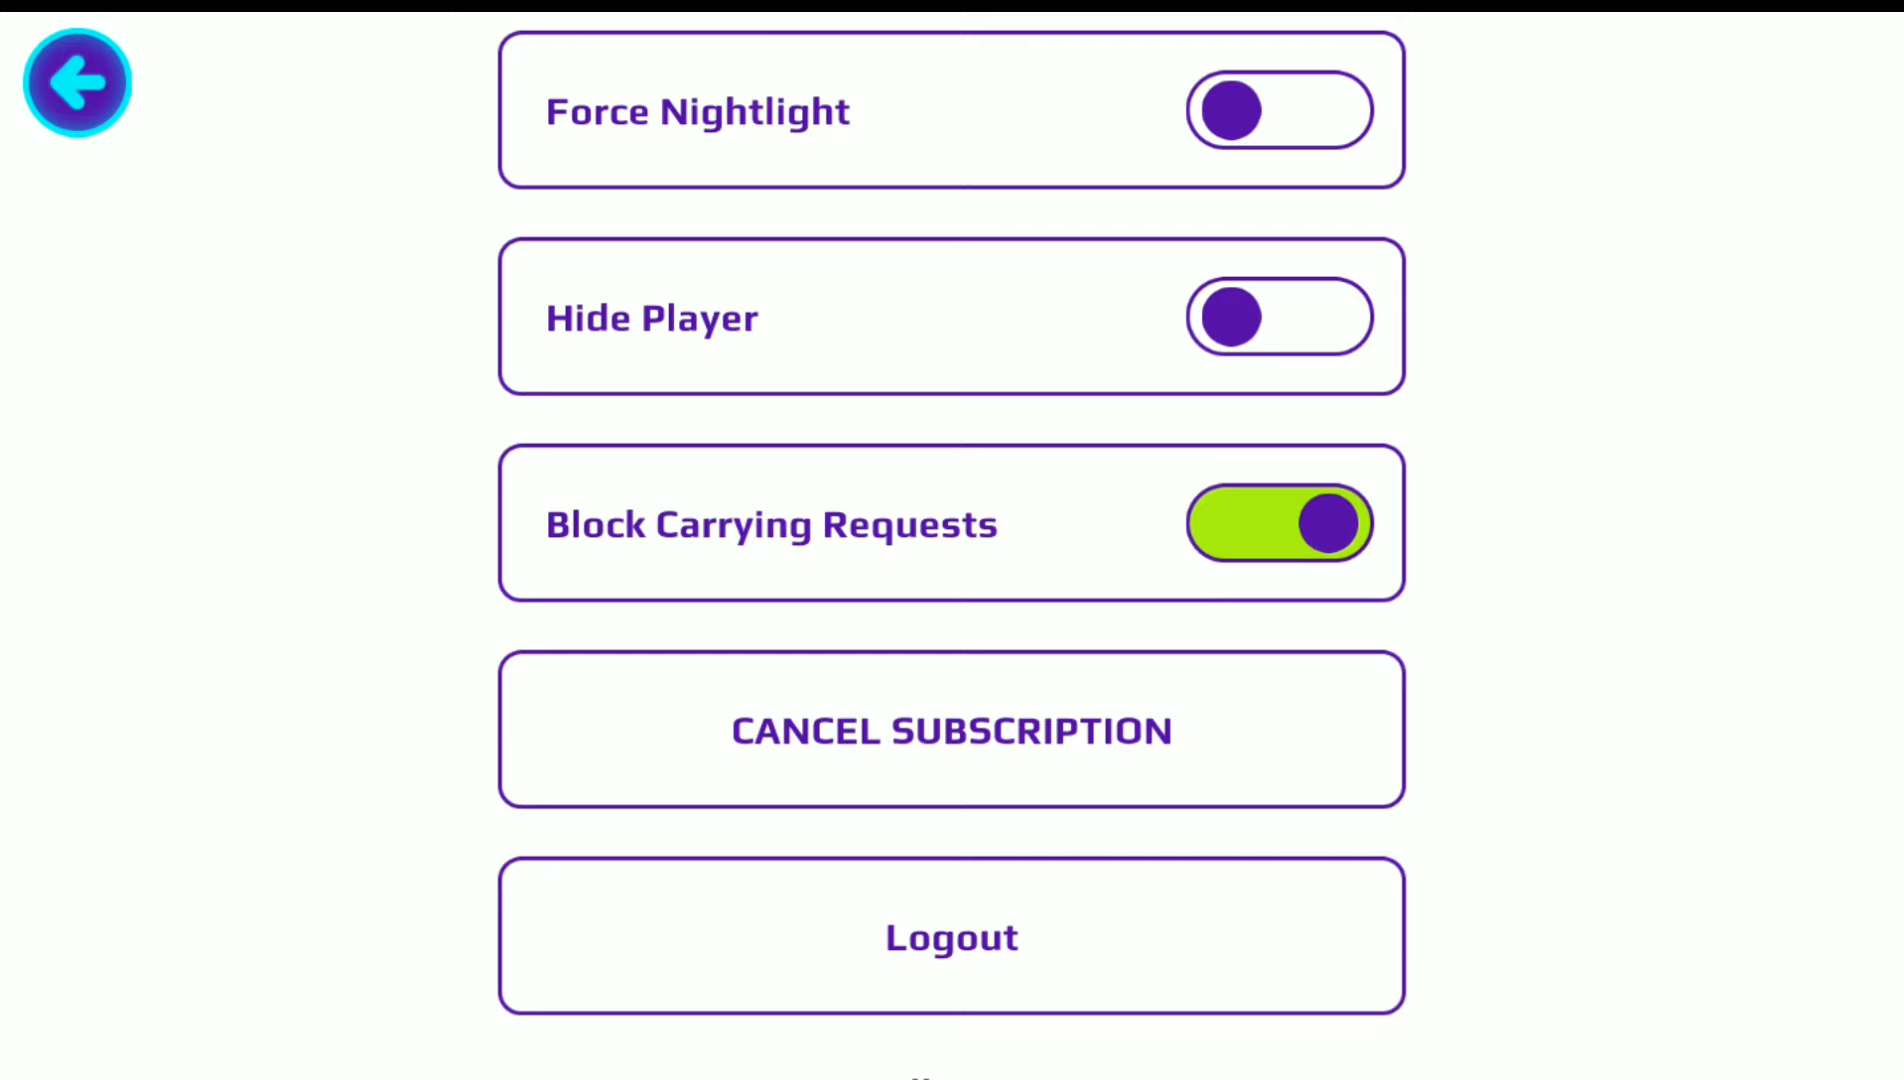 Force Nightlight
Hide Player
Block Carrying Requests
CANCEL SUBSCRIPTION
Logout